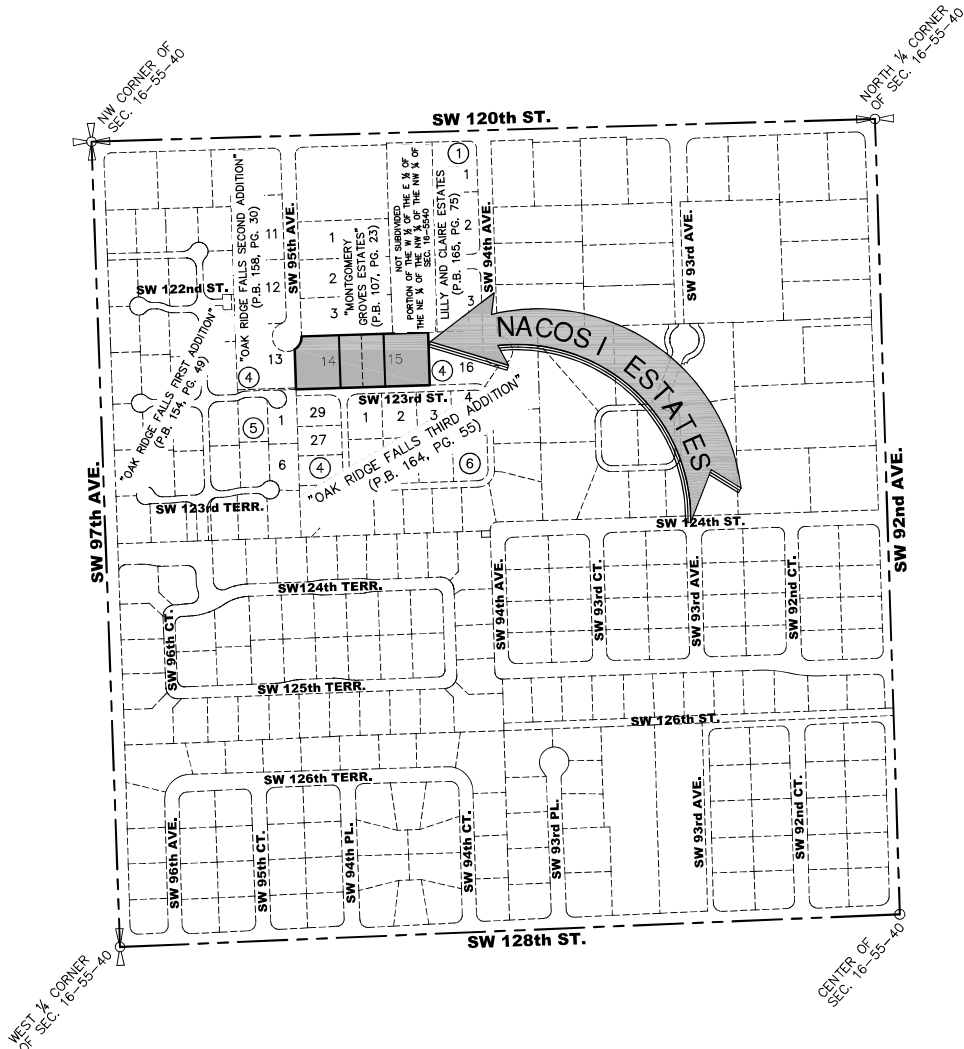 NW CORNER OF
SEC. 16-55-40
NORTH ¼ CORNER
OF SEC. 16-55-40
SW 120th ST.
"OAK RIDGE FALLS SECOND ADDITION"
(P.B. 158, PG. 30)
11
12
13
4
SW 95th AVE.
1
2
3
"MONTGOMERY
GROVES ESTATES"
(P.B. 107, PG. 23)
NOT SUBDIVIDED
PORTION OF THE W ½ OF THE E ½ OF
THE NE ¼ OF THE NW ¼ OF THE NW ¼ OF
SEC. 16-5540
LILLY AND CLAIRE ESTATES
(P.B. 165, PG. 75)
1
1
2
3
SW 94th AVE.
SW 93rd AVE.
SW 122nd ST.
"OAK RIDGE FALLS FIRST ADDITION"
(P.B. 154, PG. 49)
14
15
4
16
NACOSI ESTATES
SW 123rd ST.
5
1
6
29
27
4
1
2
3
4
"OAK RIDGE FALLS THIRD ADDITION"
(P.B. 164, PG. 55)
6
SW 123rd TERR.
SW 97th AVE.
SW 92nd AVE.
SW 124th ST.
SW124th TERR.
SW 96th CT.
SW 94th AVE.
SW 93rd CT.
SW 93rd AVE.
SW 92nd CT.
SW 125th TERR.
SW 126th ST.
SW 126th TERR.
SW 96th AVE.
SW 95th CT.
SW 94th PL.
SW 94th CT.
SW 93rd PL.
SW 93rd AVE.
SW 92nd CT.
SW 128th ST.
WEST ¼ CORNER
OF SEC. 16-55-40
CENTER OF
SEC. 16-55-40